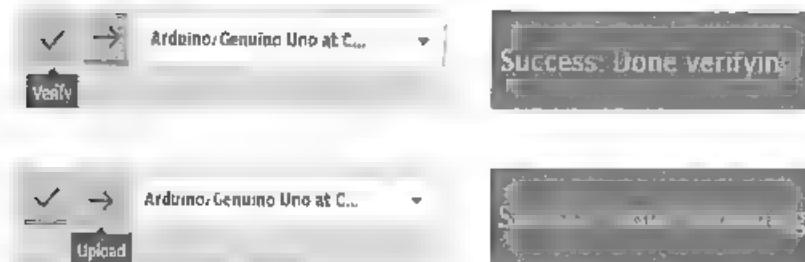 Arduino/Genuino Uno at C...
Success: Done verifying
Verify
Arduino/Genuino Uno at C...
Upload